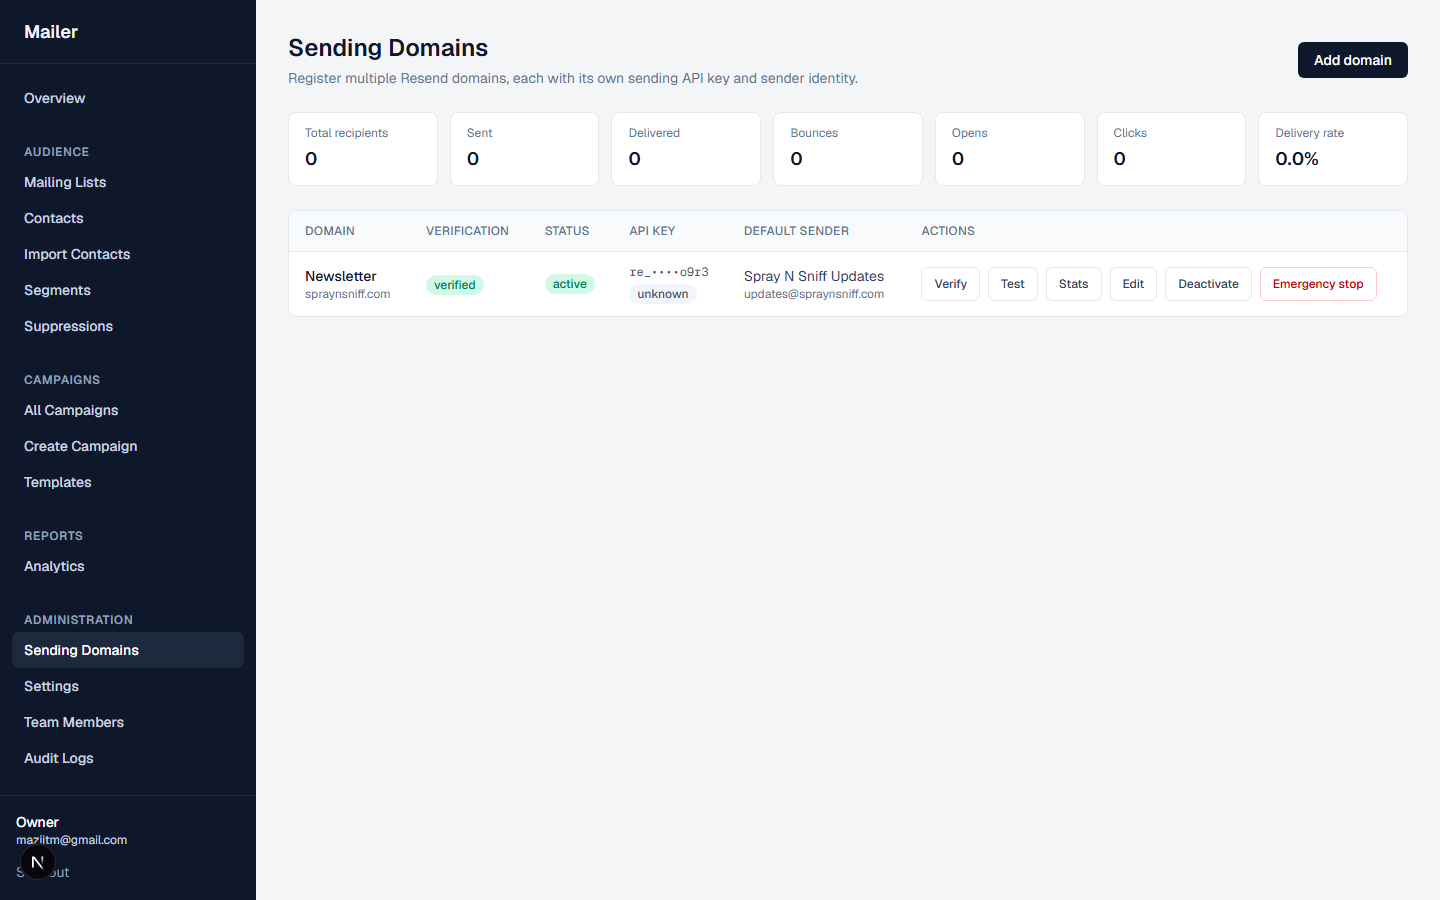 Mailer
Overview
AUDIENCE
Mailing Lists
Contacts
Import Contacts
Segments
Suppressions
CAMPAIGNS
All Campaigns
Create Campaign
Templates
REPORTS
Analytics
ADMINISTRATION
Sending Domains
Settings
Team Members
Audit Logs
Owner
mazjitm@gmail.com
N
Sending Domains
Register multiple Resend domains, each with its own sending API key and sender identity.
Add domain
Total recipients
0
Sent
0
Delivered
0
Bounces
0
Opens
0
Clicks
0
Delivery rate
0.0%
DOMAIN VERIFICATION STATUS API KEY DEFAULT SENDER ACTIONS
Newsletter
spraynsniff.com
verified
active
re_••••o9r3
unknown
Spray N Sniff Updates
updates@spraynsniff.com
Verify Test Stats Edit Deactivate Emergency stop